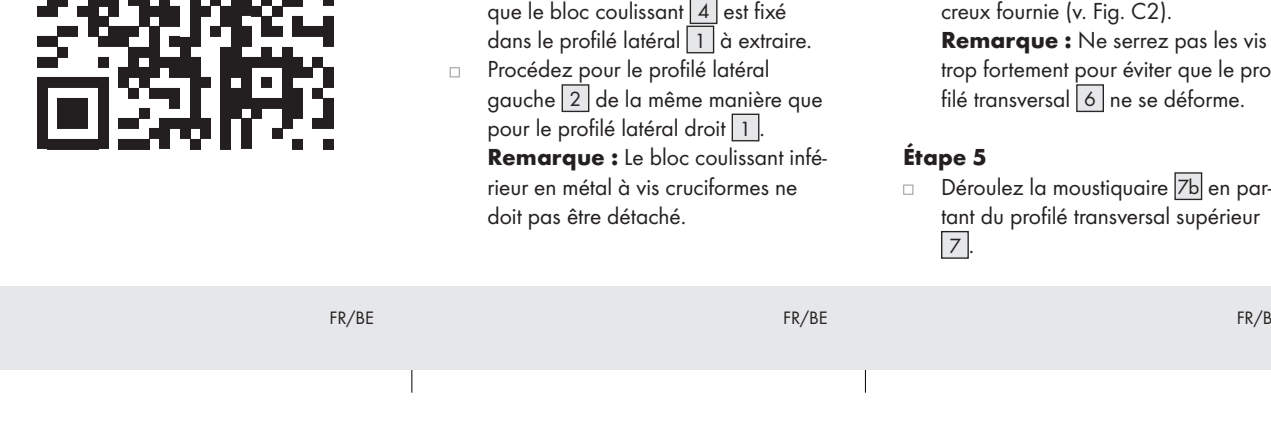 que le bloc coulissant 4 est fixé
dans le profilé latéral 1 à extraire.
□ Procédez pour le profilé latéral
gauche 2 de la même manière que
pour le profilé latéral droit 1.
Remarque : Le bloc coulissant infé-
rieur en métal à vis cruciformes ne
doit pas être détaché.
creux fournie (v. Fig. C2).
Remarque : Ne serrez pas les vis
trop fortement pour éviter que le pro
filé transversal 6 ne se déforme.
Étape 5
□ Déroulez la moustiquaire 7b en par-
tant du profilé transversal supérieur
7.
FR/BE
FR/BE
FR/B